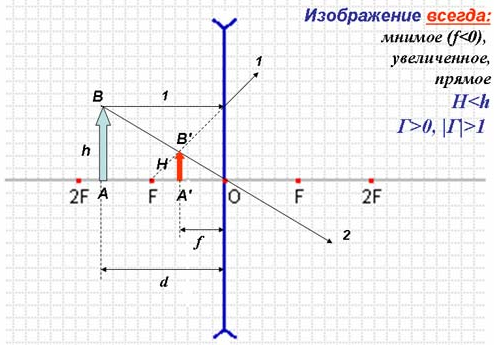 Изображение всегда:
мнимое (f<0),
увеличенное,
прямое
H<h
Г>0, |Г|>1
1
B
1
B'
h
H
2F
A
F
A'
O
F
2F
f
2
d